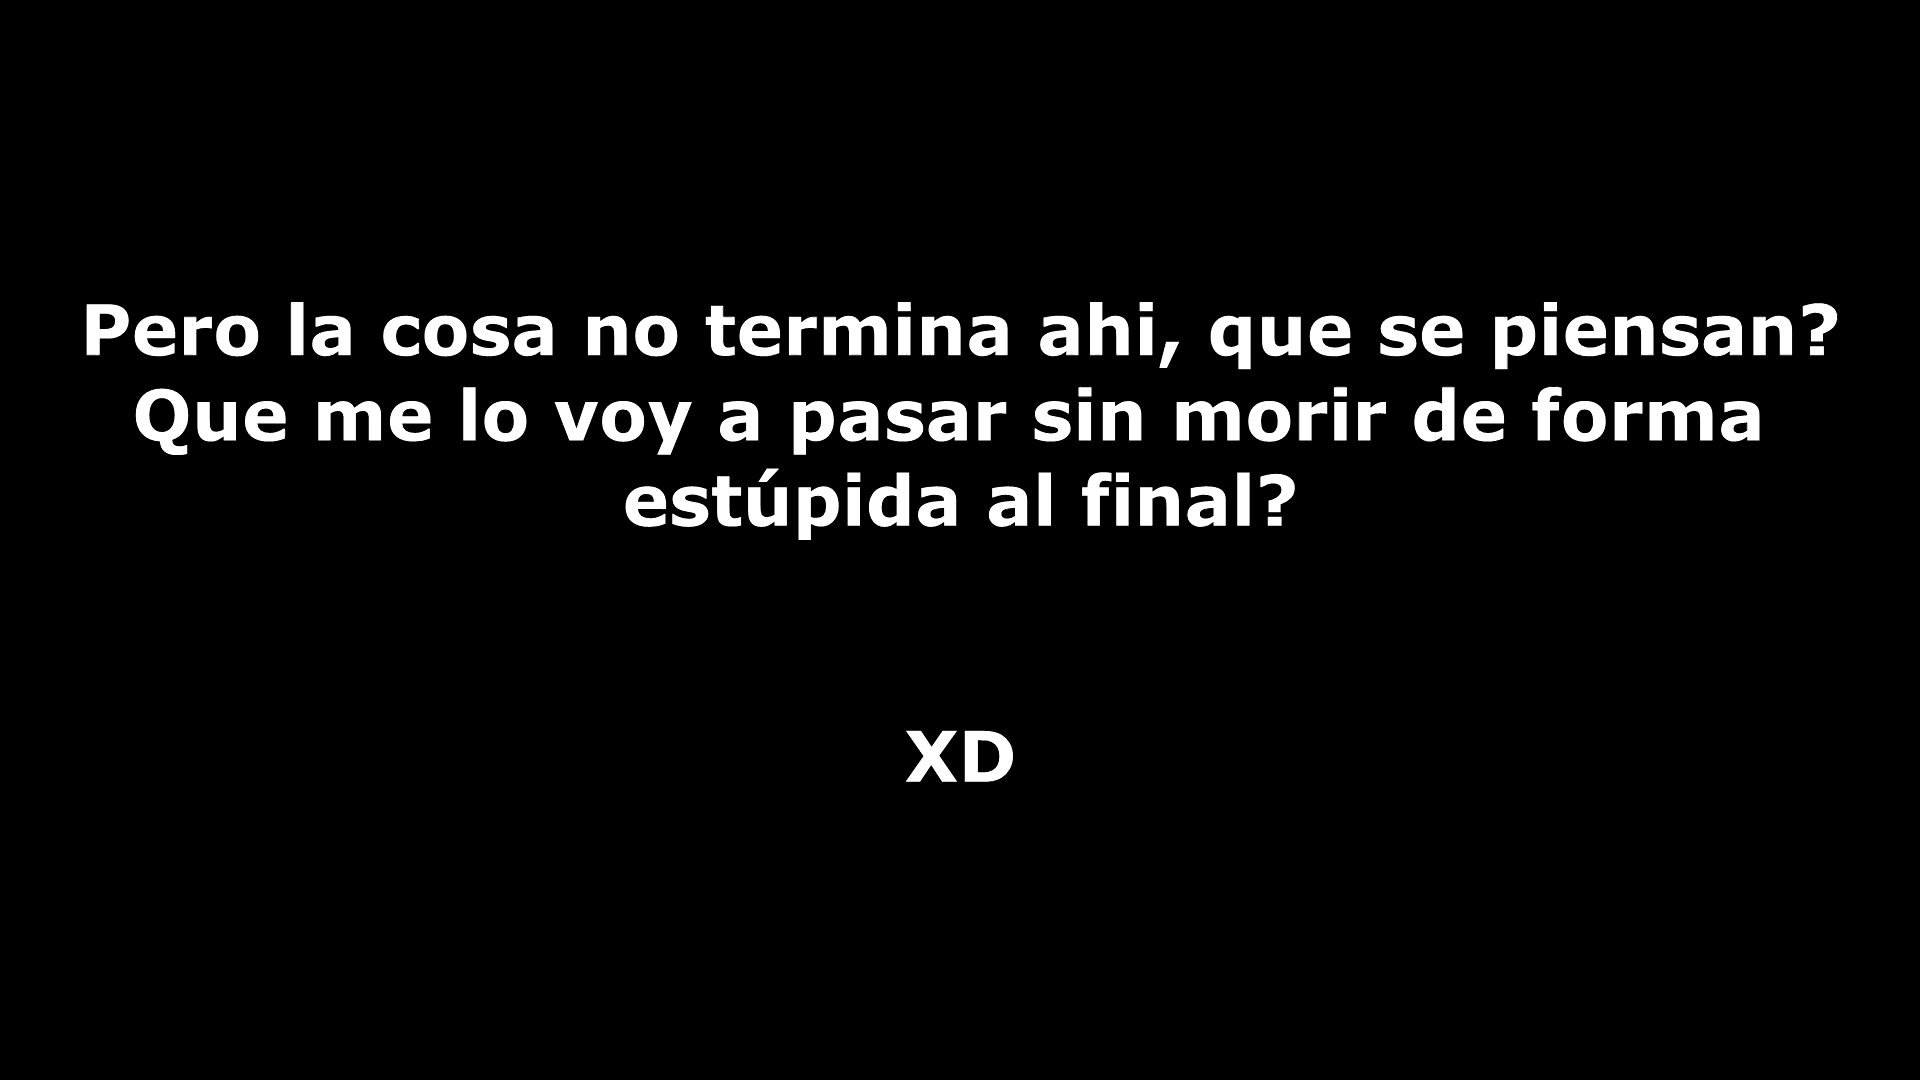 Pero la cosa no termina ahi, que se piensan?
Que me lo voy a pasar sin morir de forma
estúpida al final?
XD